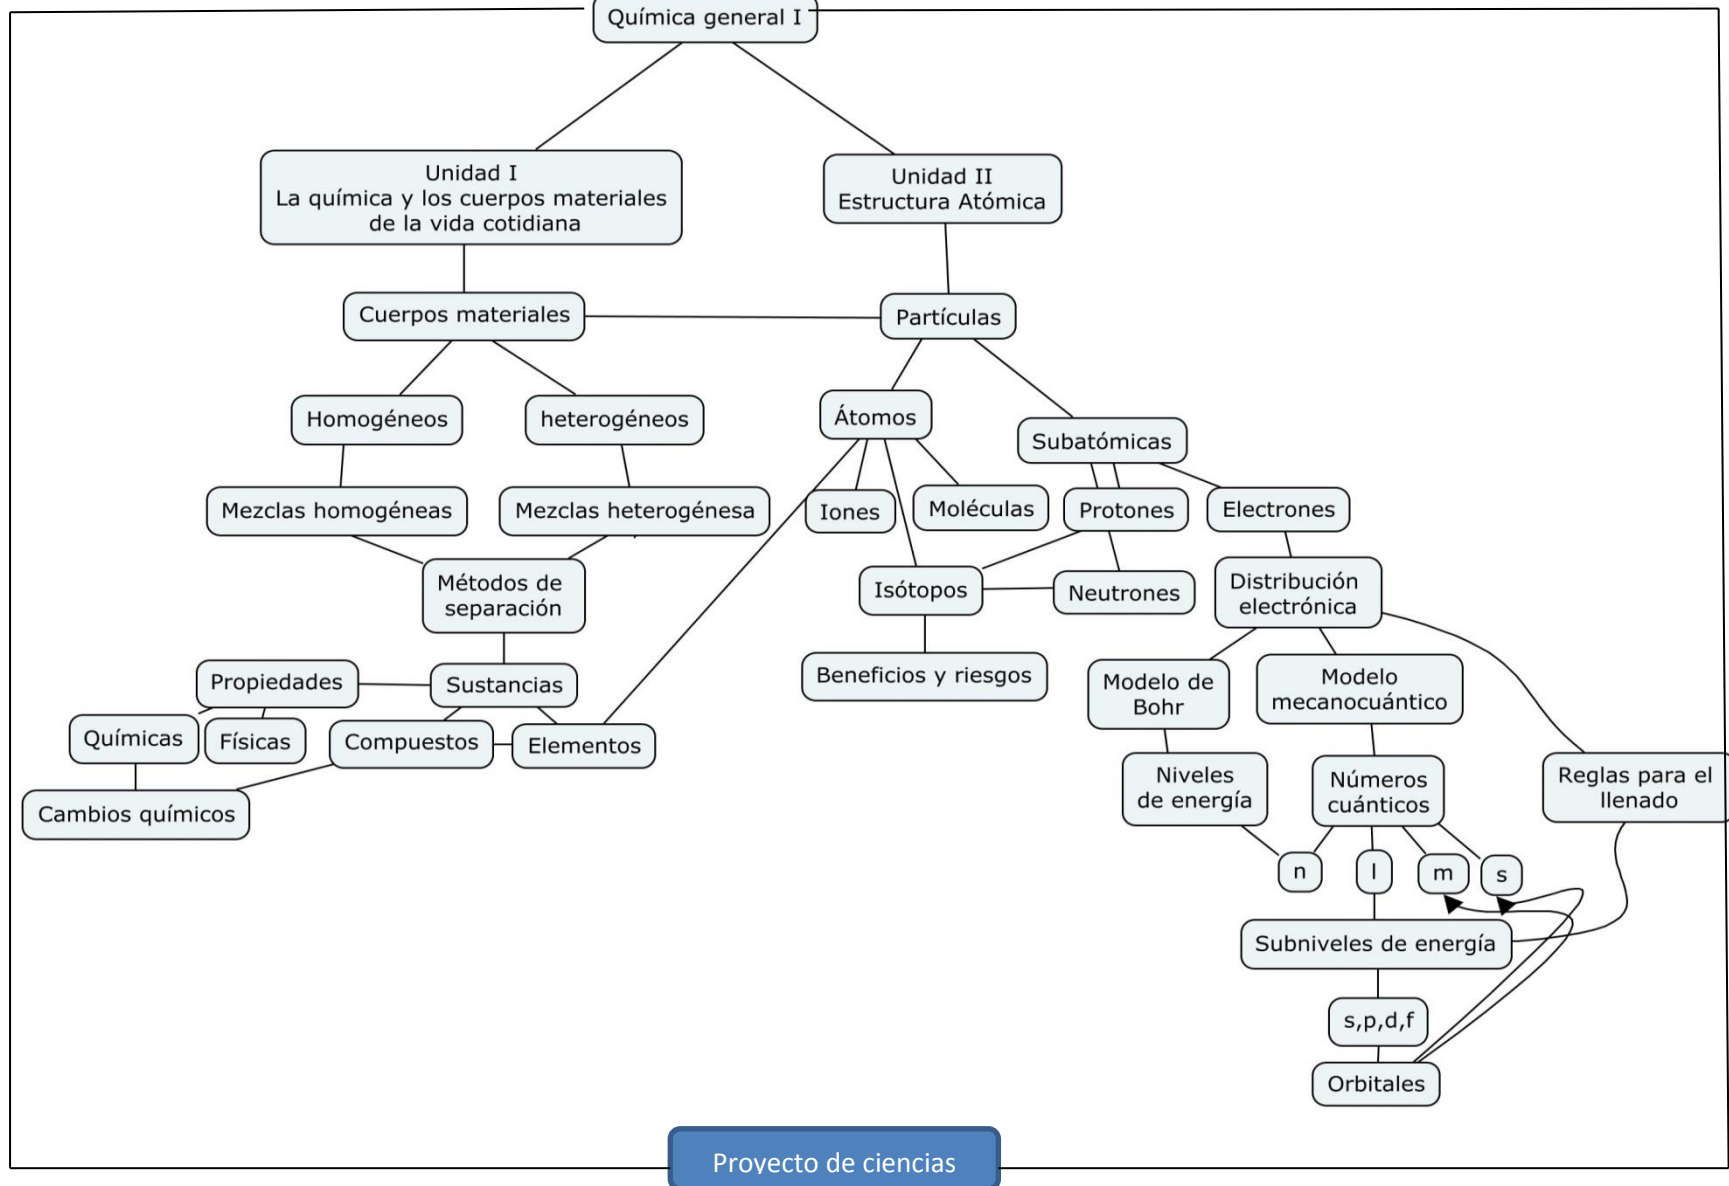 Química general I
Unidad I
La química y los cuerpos materiales
de la vida cotidiana
Unidad II
Estructura Atómica
Cuerpos materiales
Partículas
Homogéneos
heterogéneos
Átomos
Subatómicas
Mezclas homogéneas
Mezclas heterogénesa
Iones
Moléculas
Protones
Electrones
Métodos de
separación
Isótopos
Neutrones
Distribución
electrónica
Propiedades
Sustancias
Beneficios y riesgos
Modelo de
Bohr
Modelo
mecanocuántico
Químicas
Físicas
Compuestos
Elementos
Niveles
de energía
Números
cuánticos
Reglas para el
llenado
Cambios químicos
n
l
m
s
Subniveles de energía
s,p,d,f
Orbitales
Proyecto de ciencias